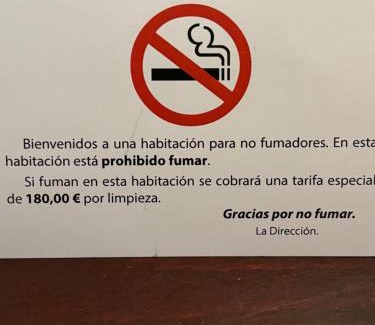 Bienvenidos a una habitación para no fumadores. En esta
habitación está prohibido fumar.
Si fuman en esta habitación se cobrará una tarifa especial
de 180,00 € por limpieza.
Gracias por no fumar.
La Dirección.